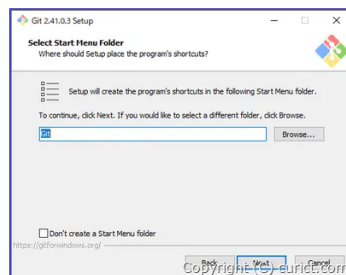 Git 2.41.0.3 Setup
Select Start Menu Folder
Where should Setup place the program's shortcuts?
Setup will create the program's shortcuts in the following Start Menu folder.
To continue, click Next. If you would like to select a different folder, click Browse.
Git
Browse...
Don't create a Start Menu folder
https://gitforwindows.org/
Back
Next
Cancel
Copyright (C) curict.com